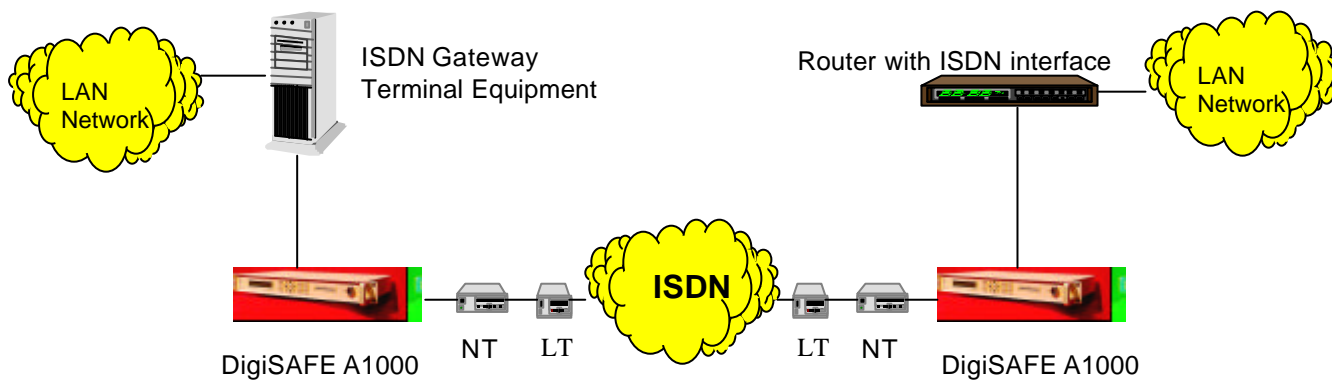 LAN
Network
ISDN Gateway
Terminal Equipment
Router with ISDN interface
LAN
Network
ISDN
NT
LT
LT
NT
DigiSAFE A1000
DigiSAFE A1000